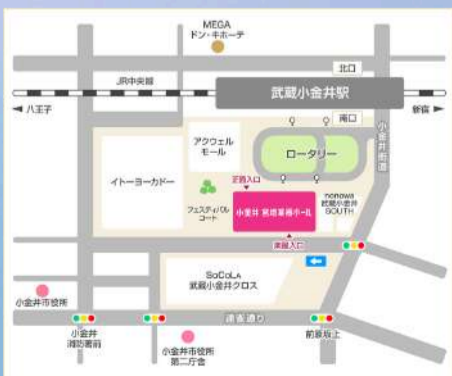 MEGA
ドン・キホーテ
北口
JR中央線
武蔵小金井駅
八王子
新宿
南口
小金井街道
アクウェル
モール
ロータリー
イトーヨーカドー
正面入口
フェスティバル
コート
小金井 宮地楽器ホール
nonowa
武蔵小金井
SOUTH
東部入口
SoCoLA
武蔵小金井クロス
小金井市役所
連雀通り
小金井
消防署前
前原坂上
小金井市役所
第二庁舎